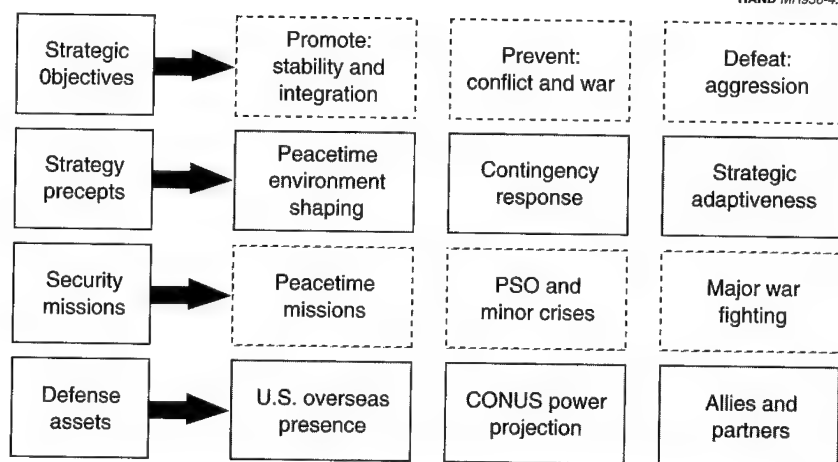 RAND
Strategic
Objectives
Promote:
stability and
integration
Prevent:
conflict and war
Defeat:
aggression
Strategy
precepts
Peacetime
environment
shaping
Contingency
response
Strategic
adaptiveness
Security
missions
Peacetime
missions
PSO and
minor crises
Major war
fighting
Defense
assets
U.S. overseas
presence
CONUS power
projection
Allies and
partners